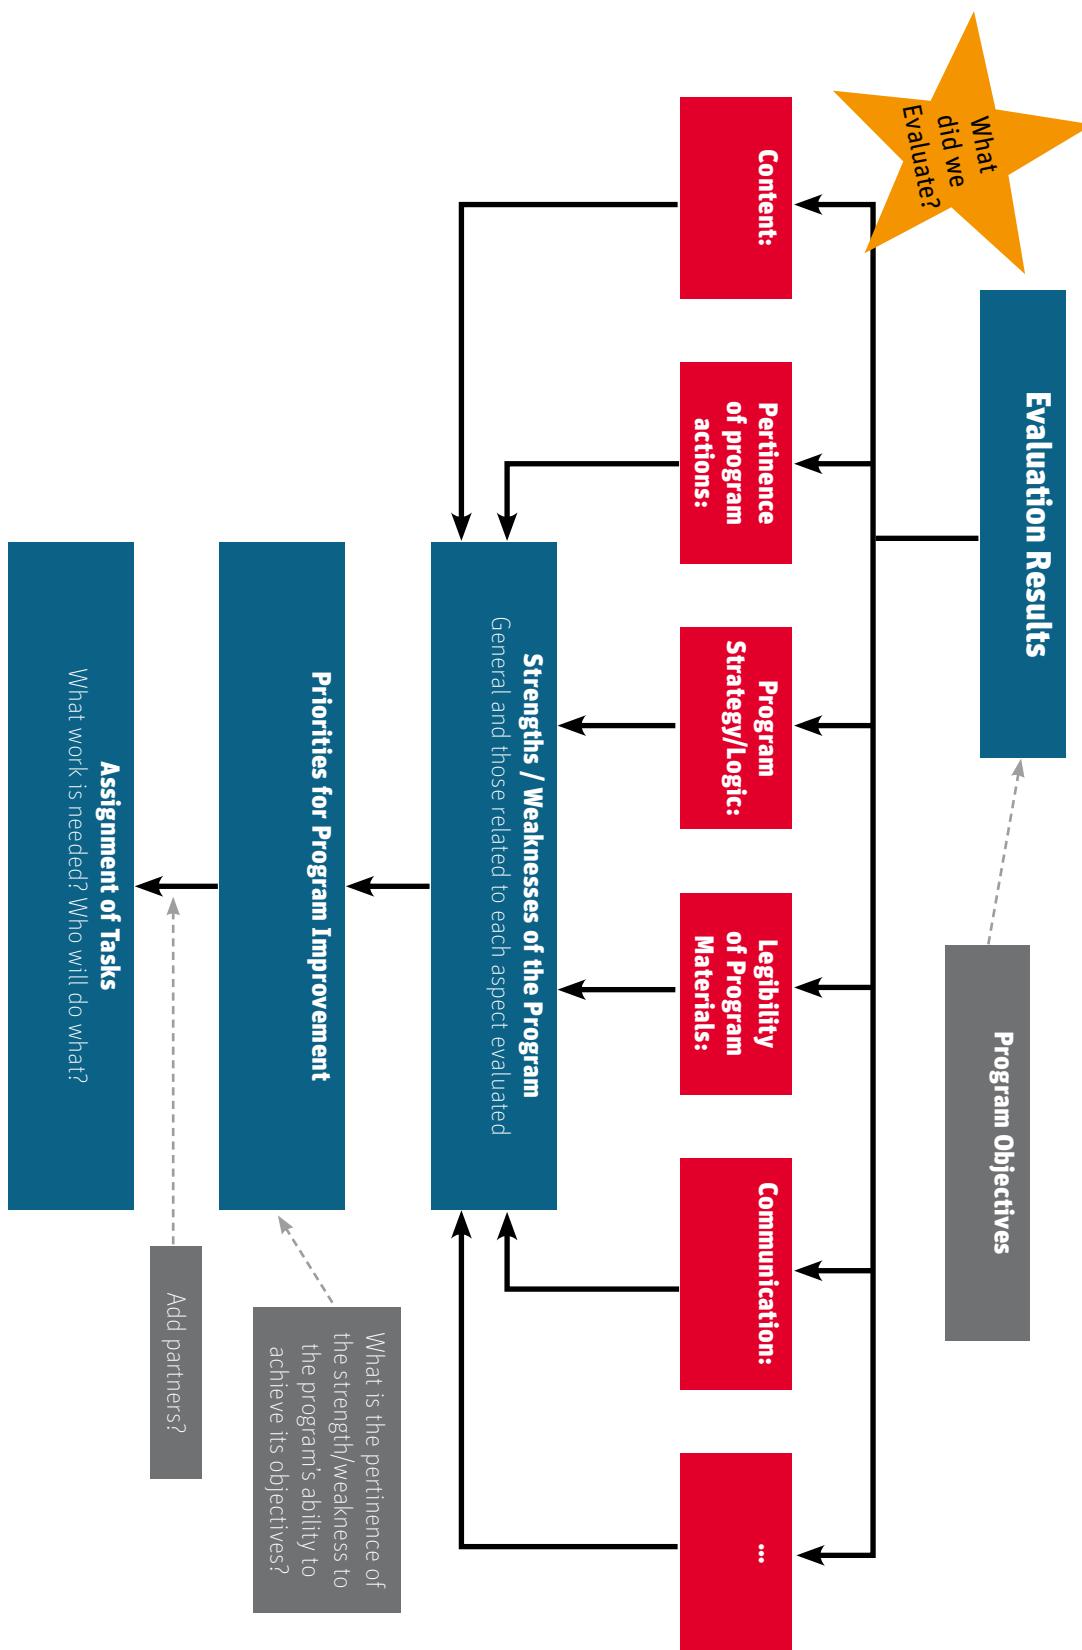 What
did we
Evaluate?
Evaluation Results
Program Objectives
Content:
Pertinence
of program
actions:
Program
Strategy/Logic:
Legibility
of Program
Materials:
Communication:
...
Strengths / Weaknesses of the Program
General and those related to each aspect evaluated
Priorities for Program Improvement
What is the pertinence of
the strength/weakness to
the program's ability to
achieve its objectives?
Add partners?
Assignment of Tasks
What work is needed? Who will do what?